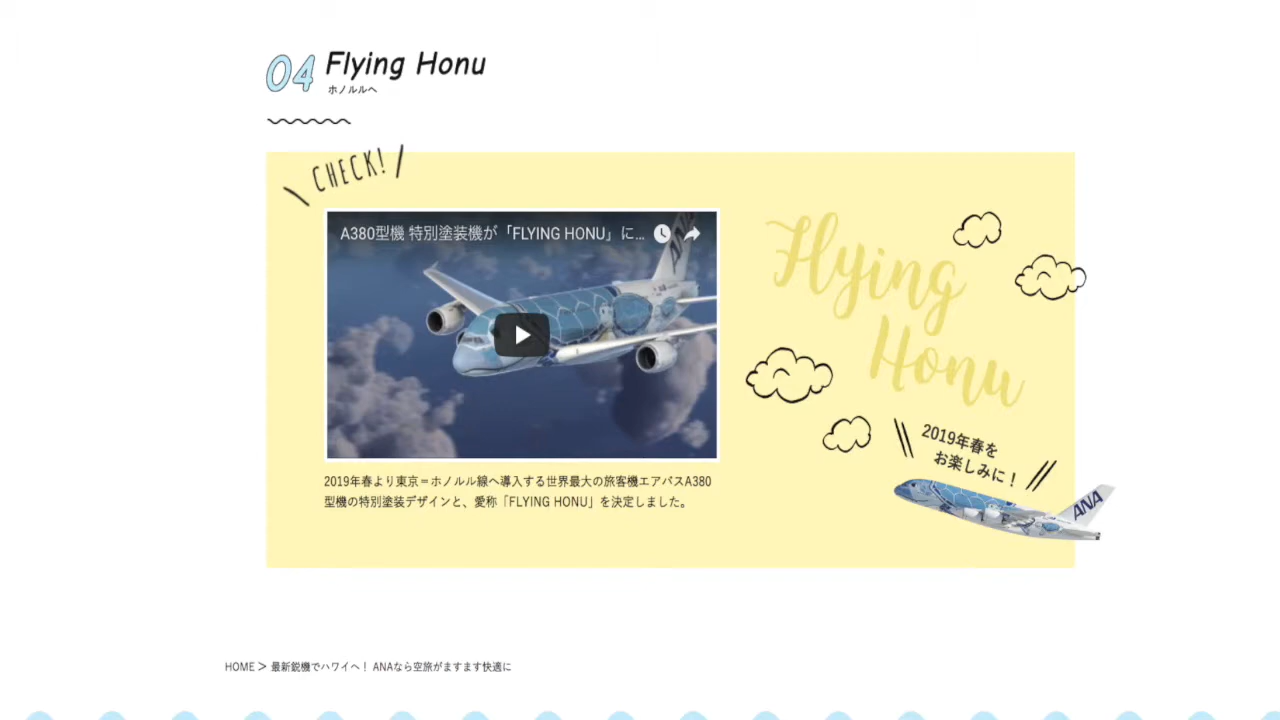 04 Flying Honu
ホノルルへ
CHECK!
A380型機 特別塗装機が「FLYING HONU」に...
ANA
2019年春より東京＝ホノルル線へ導入する世界最大の旅客機エアバスA380
型機の特別塗装デザインと、愛称「FLYING HONU」を決定しました。
Flying
Honu
2019年春を
お楽しみに！
ANA
HOME > 最新鋭機でハワイへ！ ANAなら空旅がますます快適に